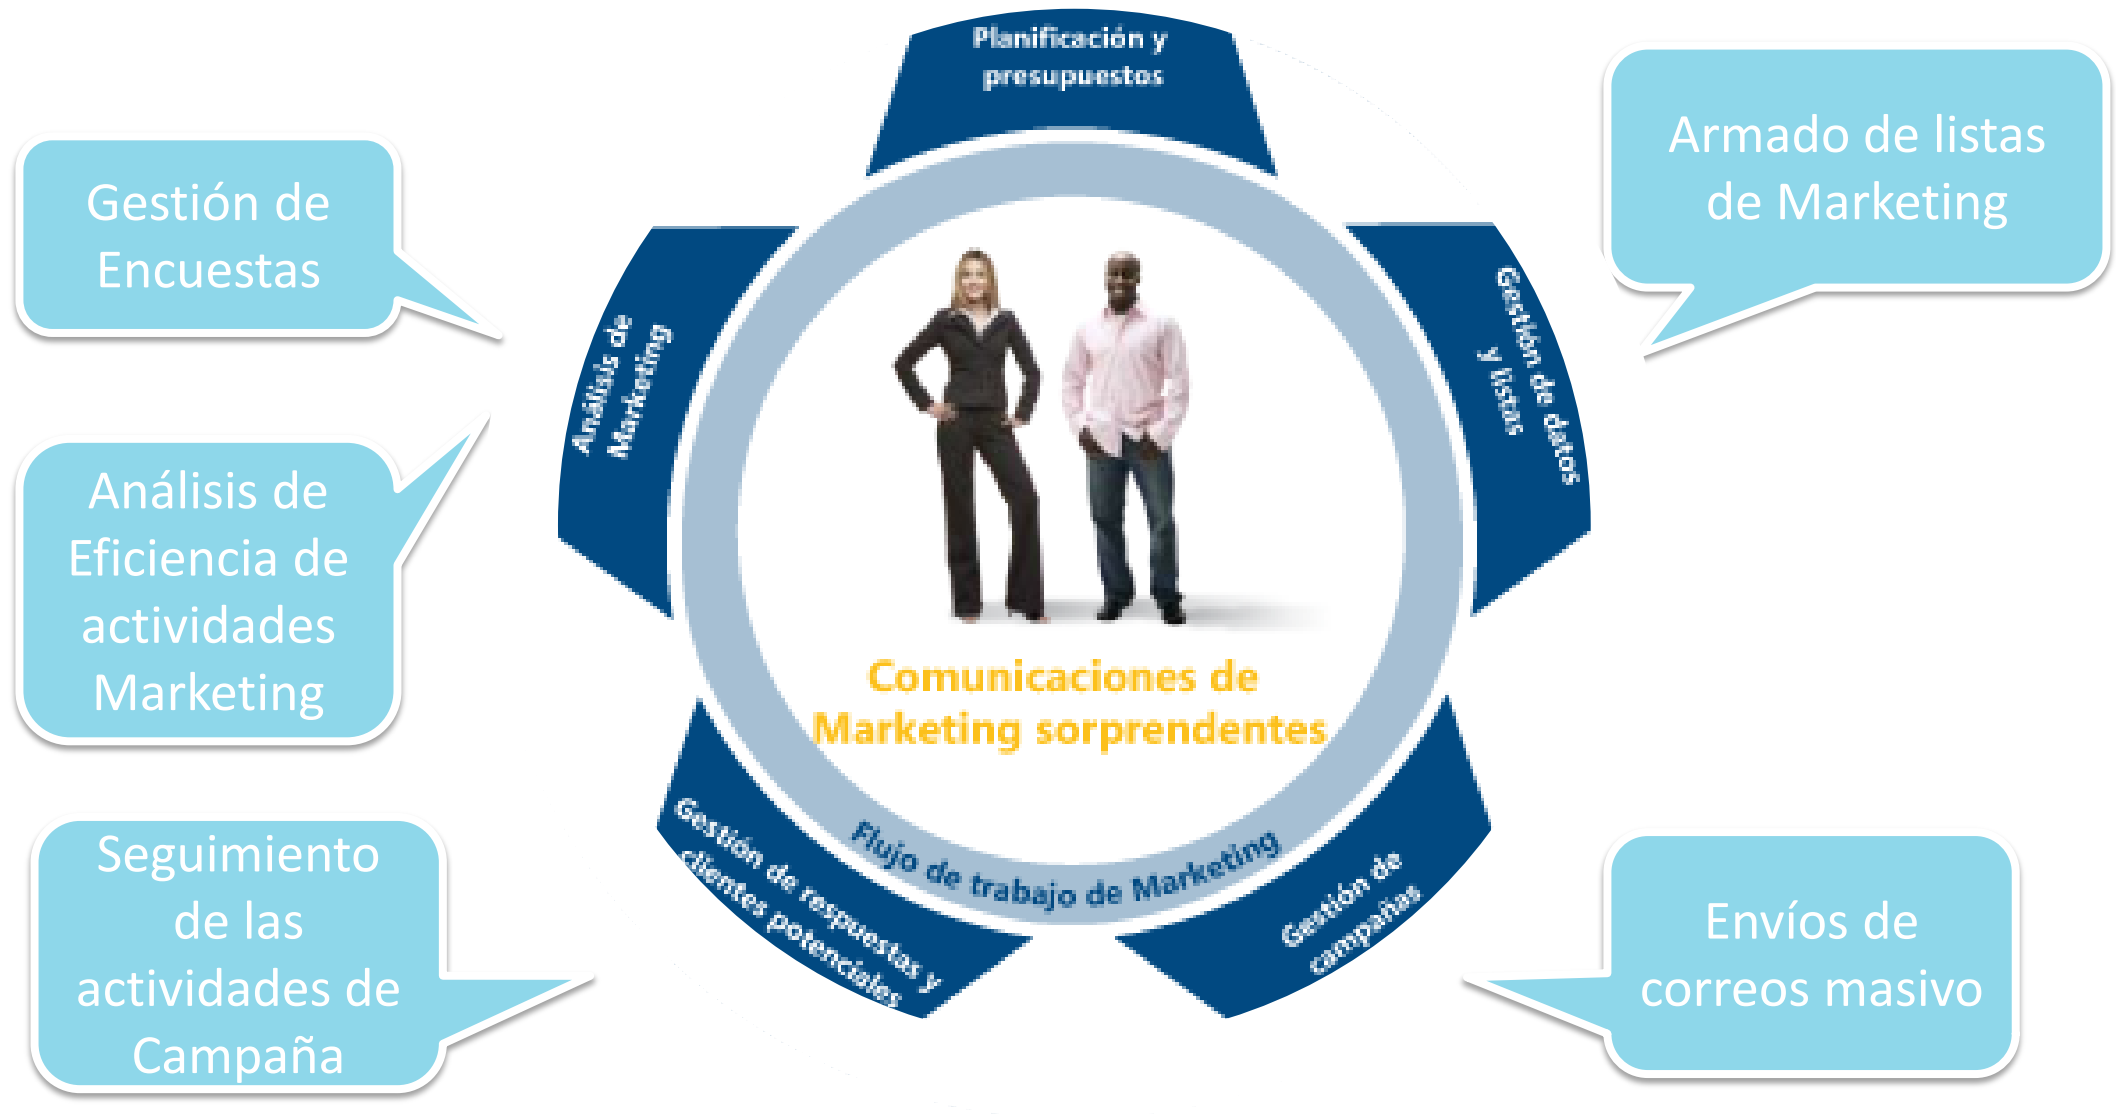 Planificación y
presupuestos
Armado de listas
de Marketing
Gestión de
Encuestas
Gestión de datos
y listas
Análisis de
Marketing
Análisis de
Eficiencia de
actividades
Marketing
Comunicaciones de
Marketing sorprendentes
Flujo de trabajo de Marketing
Gestión de respuestas y
clientes potenciales
Gestión de
campañas
Seguimiento
de las
actividades de
Campaña
Envíos de
correos masivo